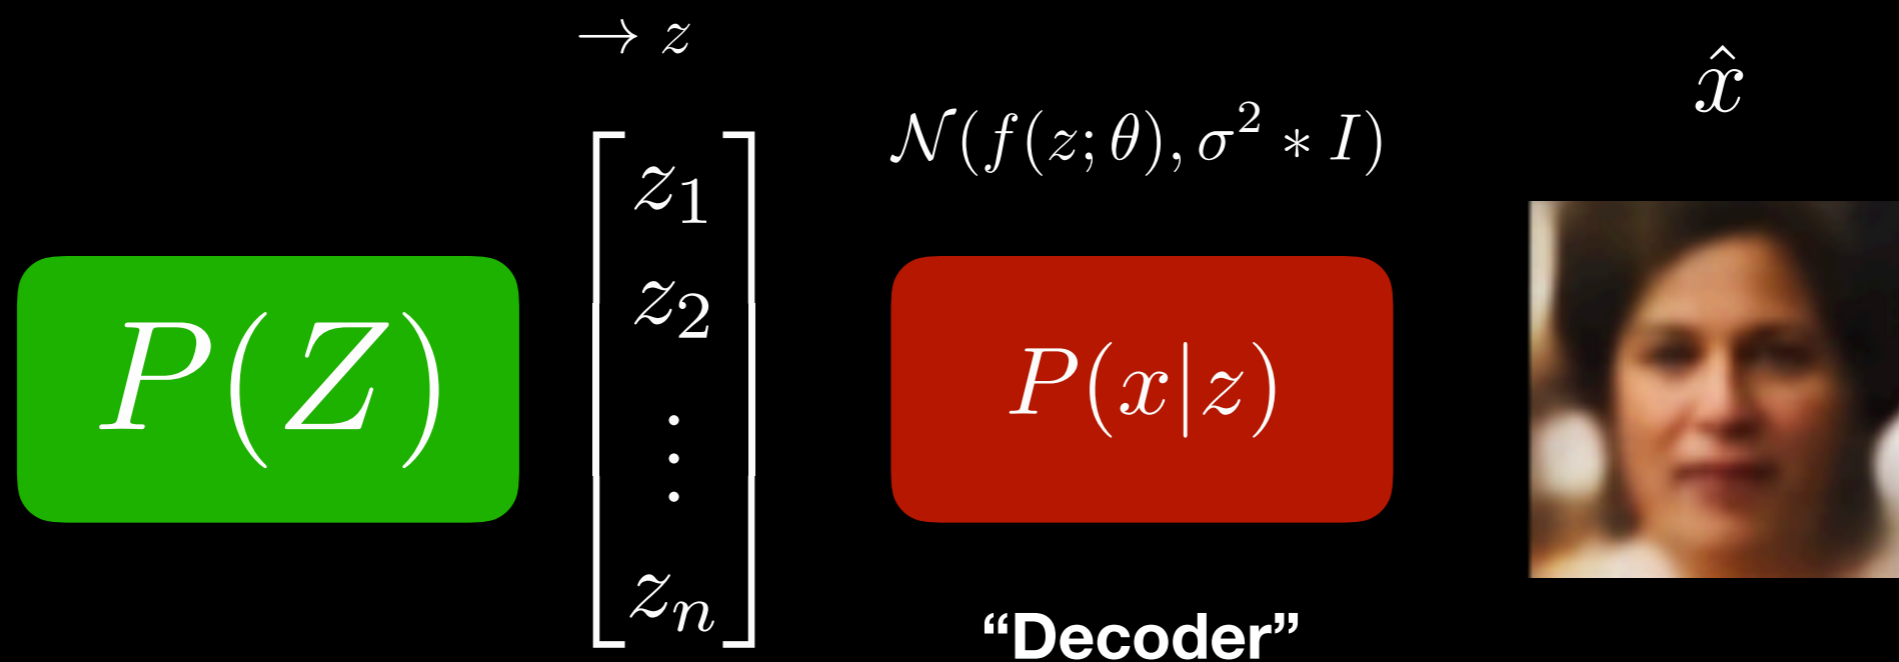 → z
x̂
N(f(z; θ), σ² * I)
P(Z)
z₁
z₂
⋮
zₙ
P(x|z)
“Decoder”